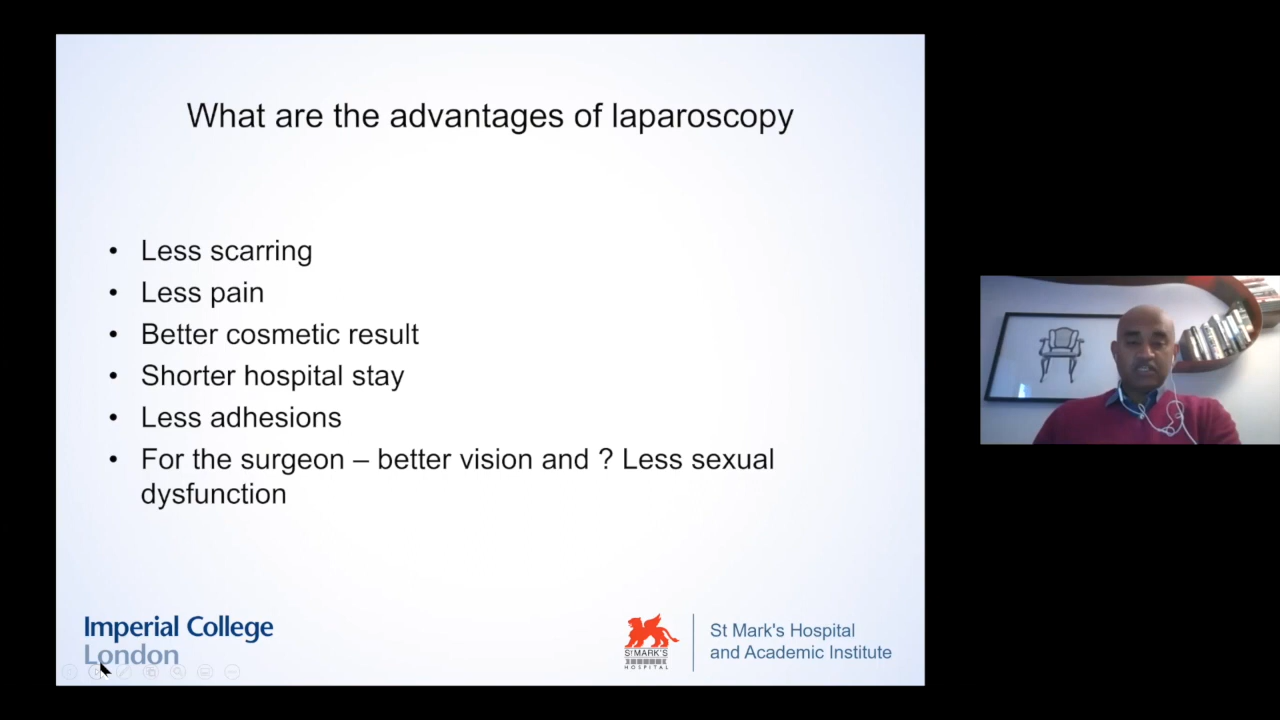 What are the advantages of laparoscopy
• Less scarring
• Less pain
• Better cosmetic result
• Shorter hospital stay
• Less adhesions
• For the surgeon – better vision and ? Less sexual
dysfunction
Imperial College
London
ST MARK'S
HOSPITAL
St Mark's Hospital
and Academic Institute